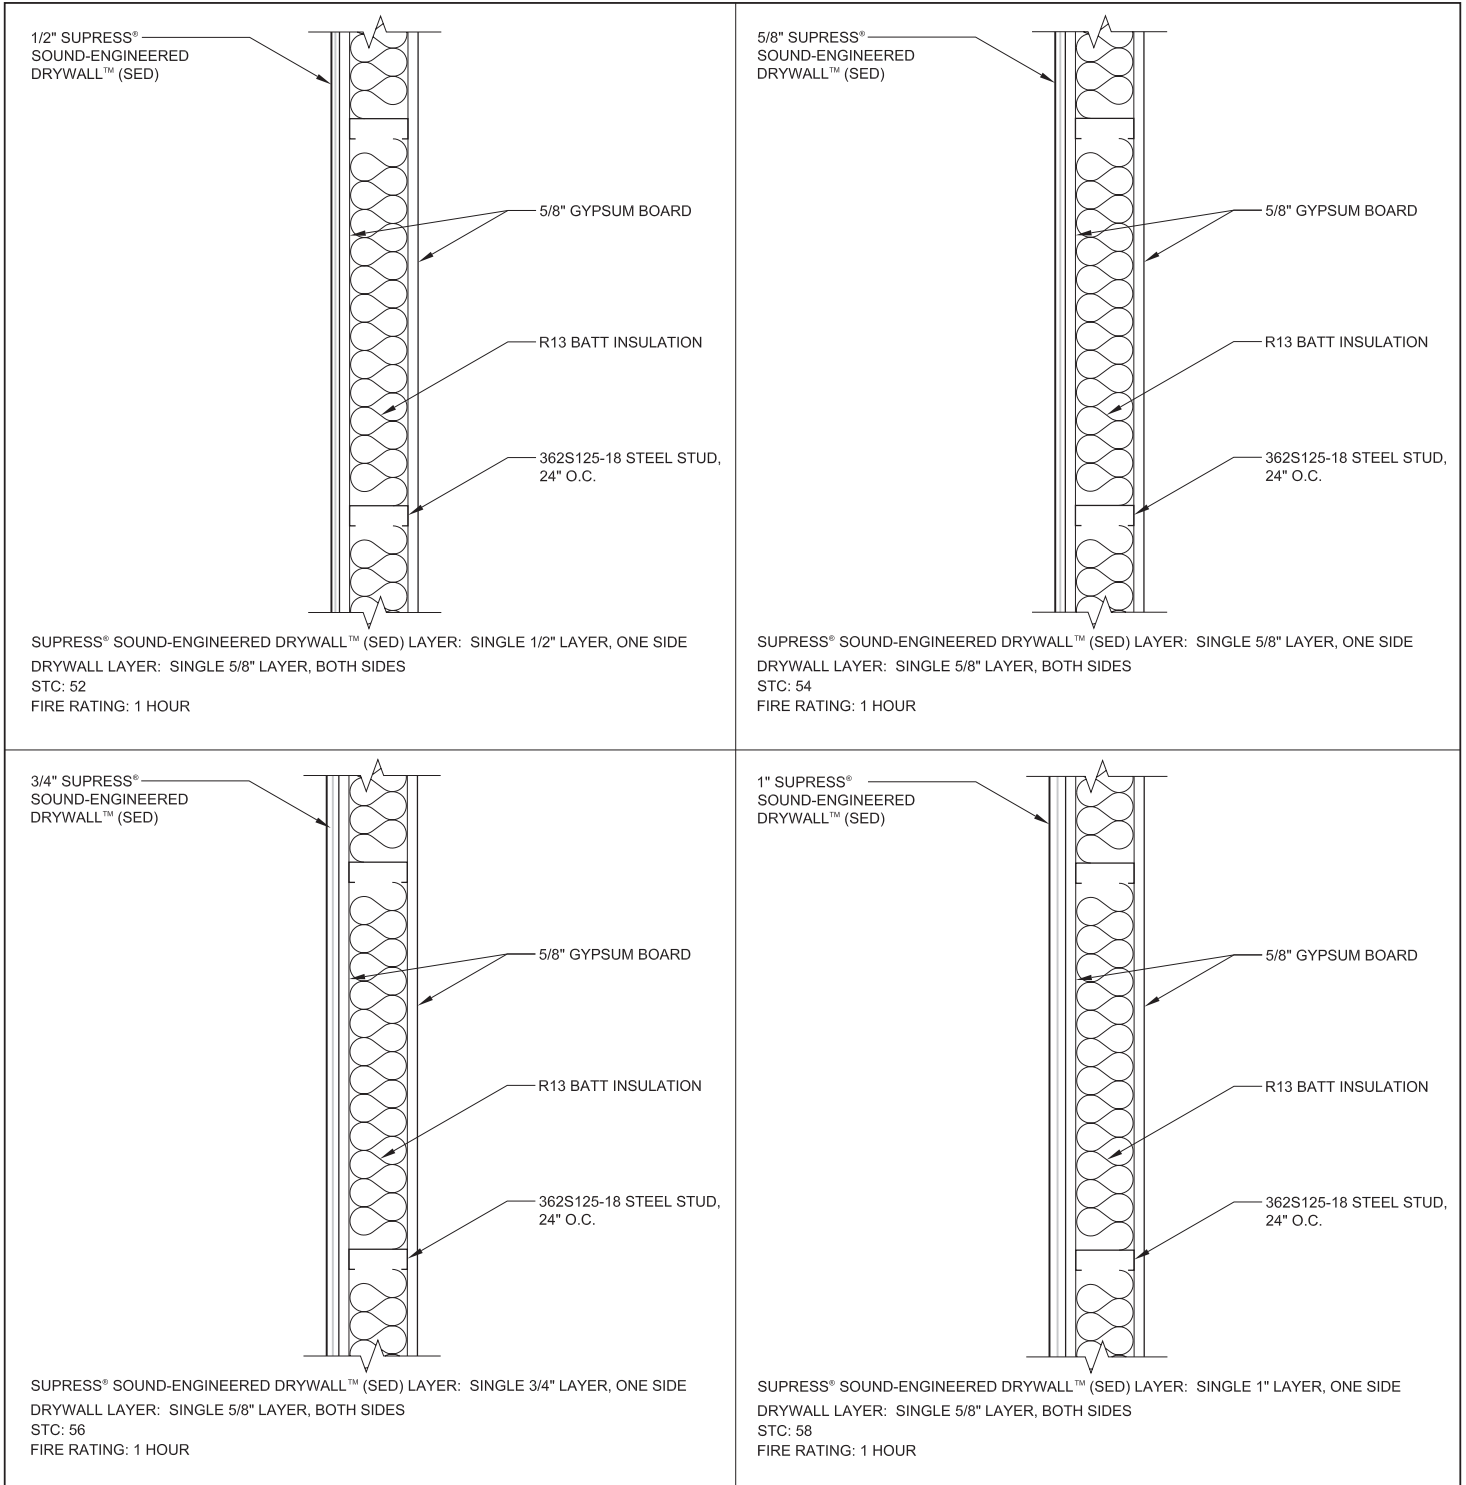 1/2" SUPRESS®
SOUND-ENGINEERED
DRYWALL™ (SED)
5/8" GYPSUM BOARD
R13 BATT INSULATION
362S125-18 STEEL STUD,
24" O.C.
SUPRESS® SOUND-ENGINEERED DRYWALL™ (SED) LAYER: SINGLE 1/2" LAYER, ONE SIDE
DRYWALL LAYER: SINGLE 5/8" LAYER, BOTH SIDES
STC: 52
FIRE RATING: 1 HOUR
5/8" SUPRESS®
SOUND-ENGINEERED
DRYWALL™ (SED)
5/8" GYPSUM BOARD
R13 BATT INSULATION
362S125-18 STEEL STUD,
24" O.C.
SUPRESS® SOUND-ENGINEERED DRYWALL™ (SED) LAYER: SINGLE 5/8" LAYER, ONE SIDE
DRYWALL LAYER: SINGLE 5/8" LAYER, BOTH SIDES
STC: 54
FIRE RATING: 1 HOUR
3/4" SUPRESS®
SOUND-ENGINEERED
DRYWALL™ (SED)
5/8" GYPSUM BOARD
R13 BATT INSULATION
362S125-18 STEEL STUD,
24" O.C.
SUPRESS® SOUND-ENGINEERED DRYWALL™ (SED) LAYER: SINGLE 3/4" LAYER, ONE SIDE
DRYWALL LAYER: SINGLE 5/8" LAYER, BOTH SIDES
STC: 56
FIRE RATING: 1 HOUR
1" SUPRESS®
SOUND-ENGINEERED
DRYWALL™ (SED)
5/8" GYPSUM BOARD
R13 BATT INSULATION
362S125-18 STEEL STUD,
24" O.C.
SUPRESS® SOUND-ENGINEERED DRYWALL™ (SED) LAYER: SINGLE 1" LAYER, ONE SIDE
DRYWALL LAYER: SINGLE 5/8" LAYER, BOTH SIDES
STC: 58
FIRE RATING: 1 HOUR